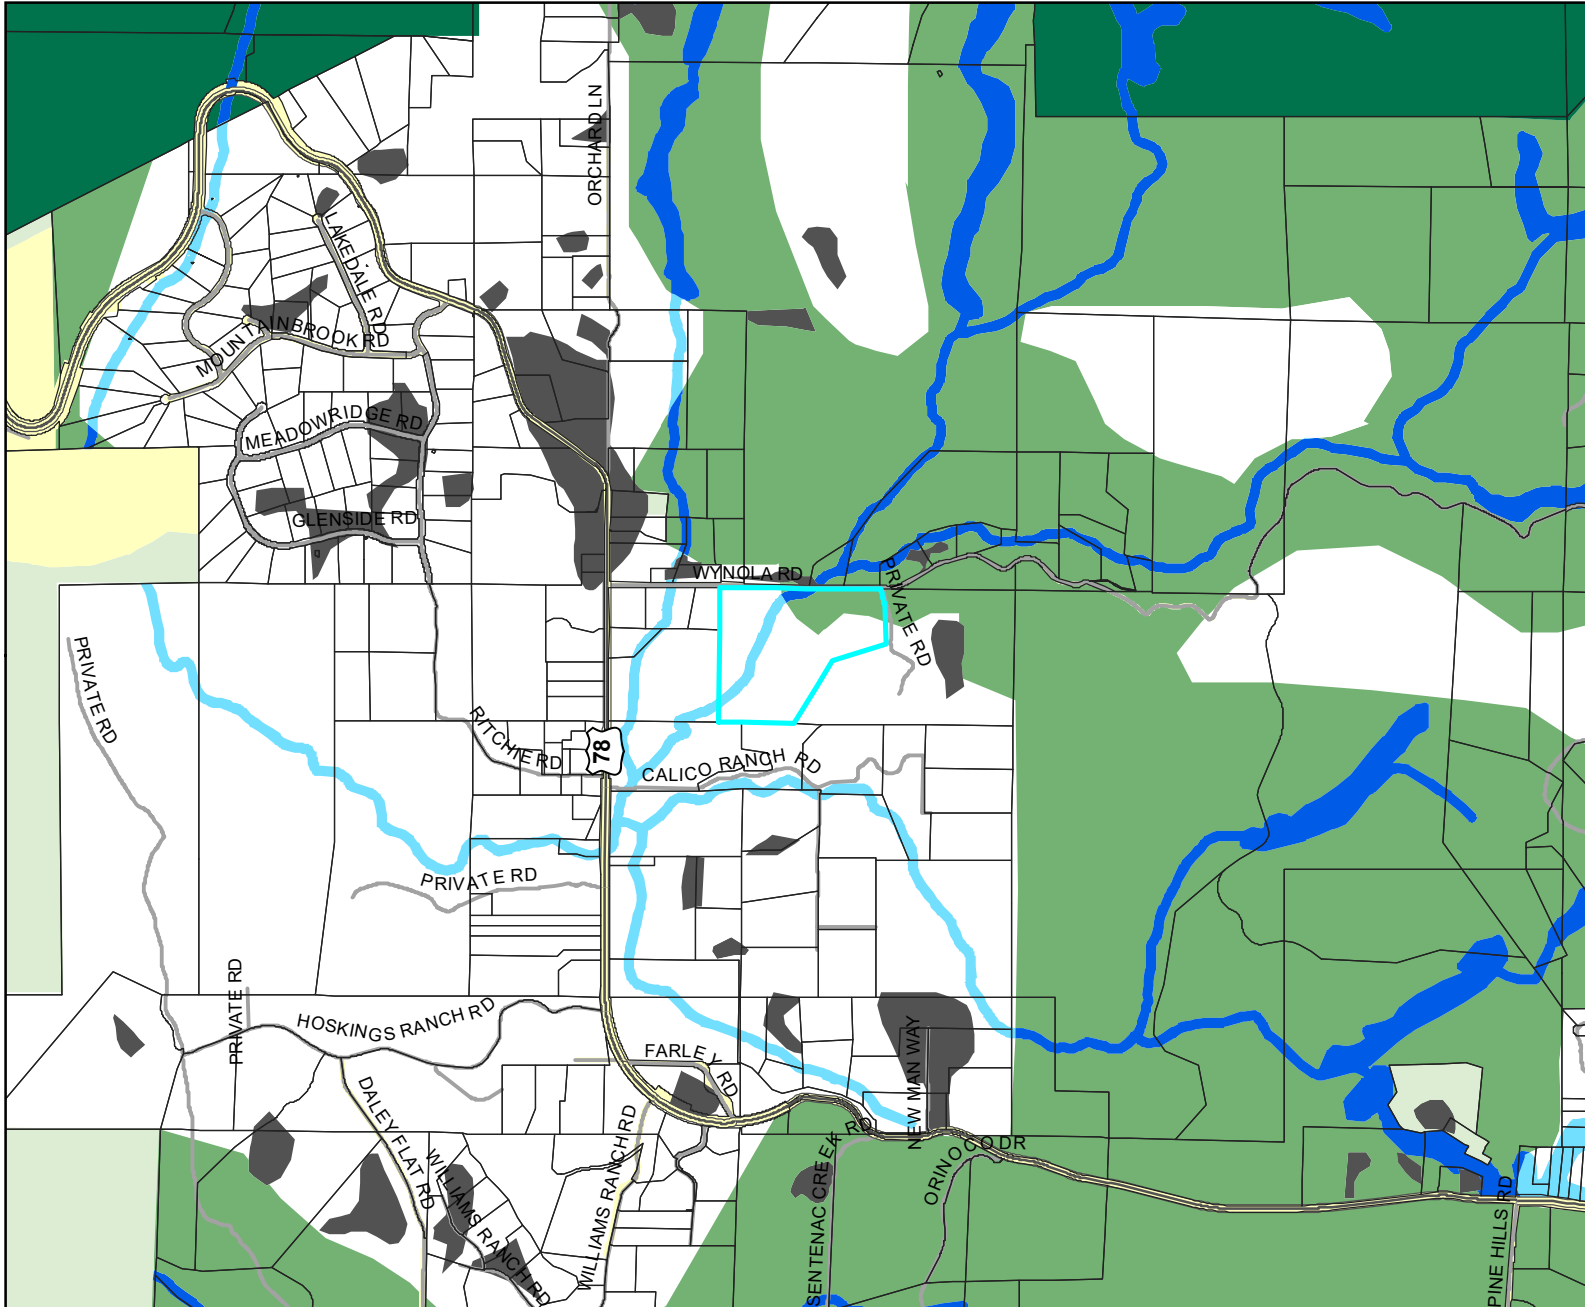 ORCHARD LN
LAKEDALE RD
MOUNTAINBROOK RD
MEADOWRIDGE RD
GLENSIDE RD
WYNOLA RD
PRIVATE RD
PRIVATE RD
RITCHIE RD
78
CALICO RANCH RD
PRIVATE RD
PRIVATE RD
HOSKINGS RANCH RD
FARLEY RD
NEW MAN WAY
DALEY FLAT RD
WILLIAMS RANCH RD
WILLIAMS RANCH RD
SENTENAC CREEK RD
ORINOCO DR
PINE HILLS RD